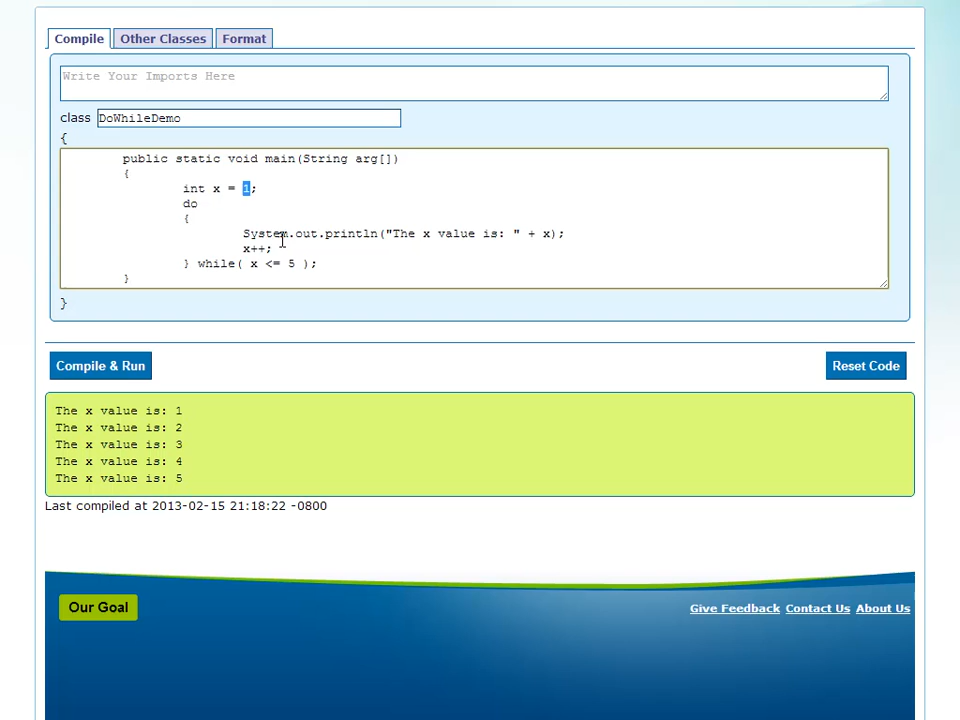 Compile Other Classes Format
Write Your Imports Here
class DoWhileDemo
{
public static void main(String arg[])
{
int x = 1;
do
{
System.out.println("The x value is: " + x);
x++;
} while( x <= 5 );
}
}
Compile & Run Reset Code
The x value is: 1
The x value is: 2
The x value is: 3
The x value is: 4
The x value is: 5
Last compiled at 2013-02-15 21:18:22 -0800
Our Goal Give Feedback Contact Us About Us